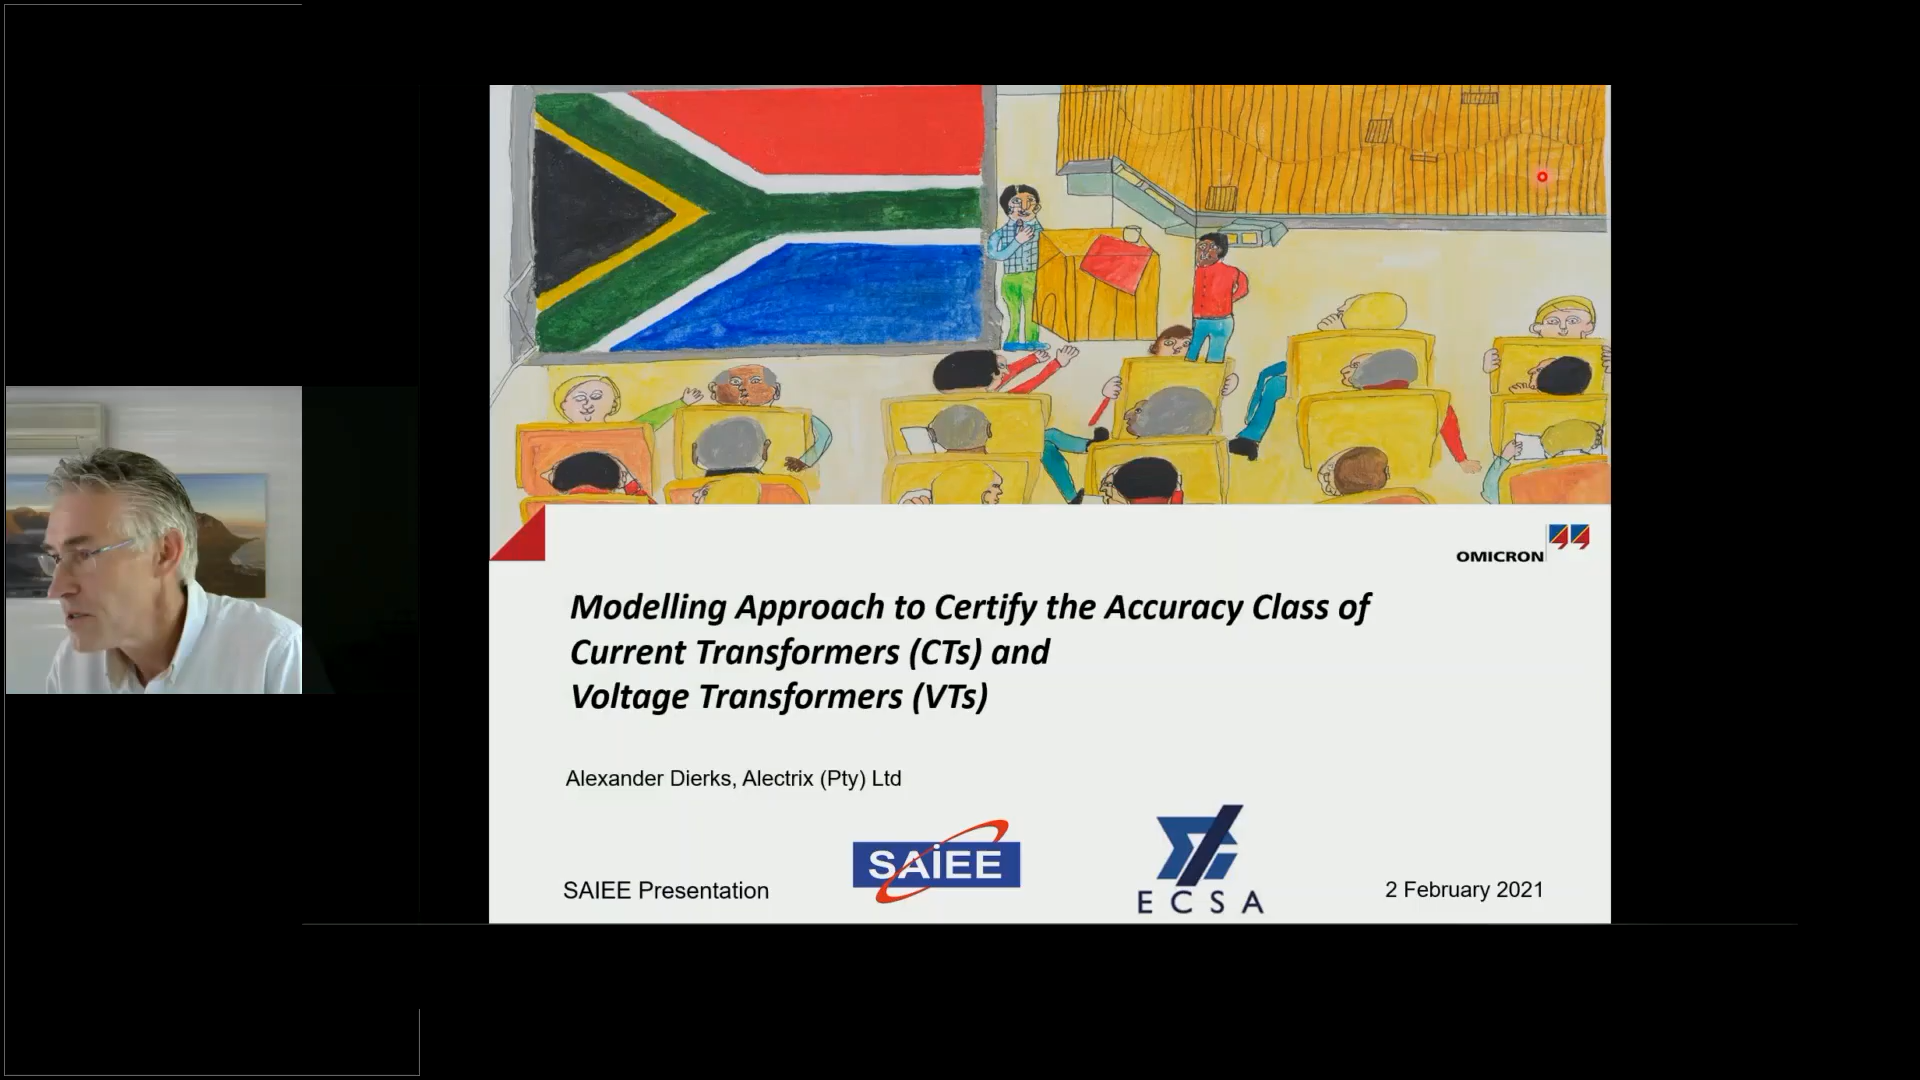 OMICRON
Modelling Approach to Certify the Accuracy Class of
Current Transformers (CTs) and
Voltage Transformers (VTs)
Alexander Dierks, Alectrix (Pty) Ltd
SAIEE Presentation
SAiEE
ECSA
2 February 2021